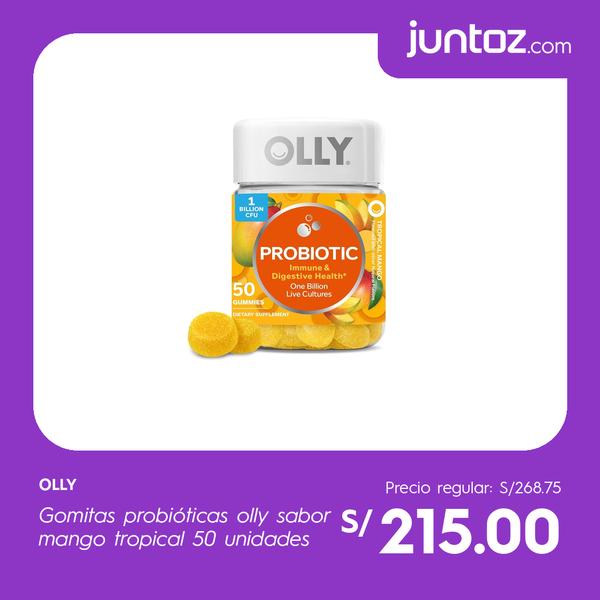 juntoz.com
OLLY.
1
BILLION
CFU
PROBIOTIC
Immune &
Digestive Health*
One Billion
Live Cultures
50
GUMMIES
DIETARY SUPPLEMENT
TROPICAL MANGO
OLLY
Gomitas probióticas olly sabor
mango tropical 50 unidades
Precio regular: S/268.75
S/ 215.00